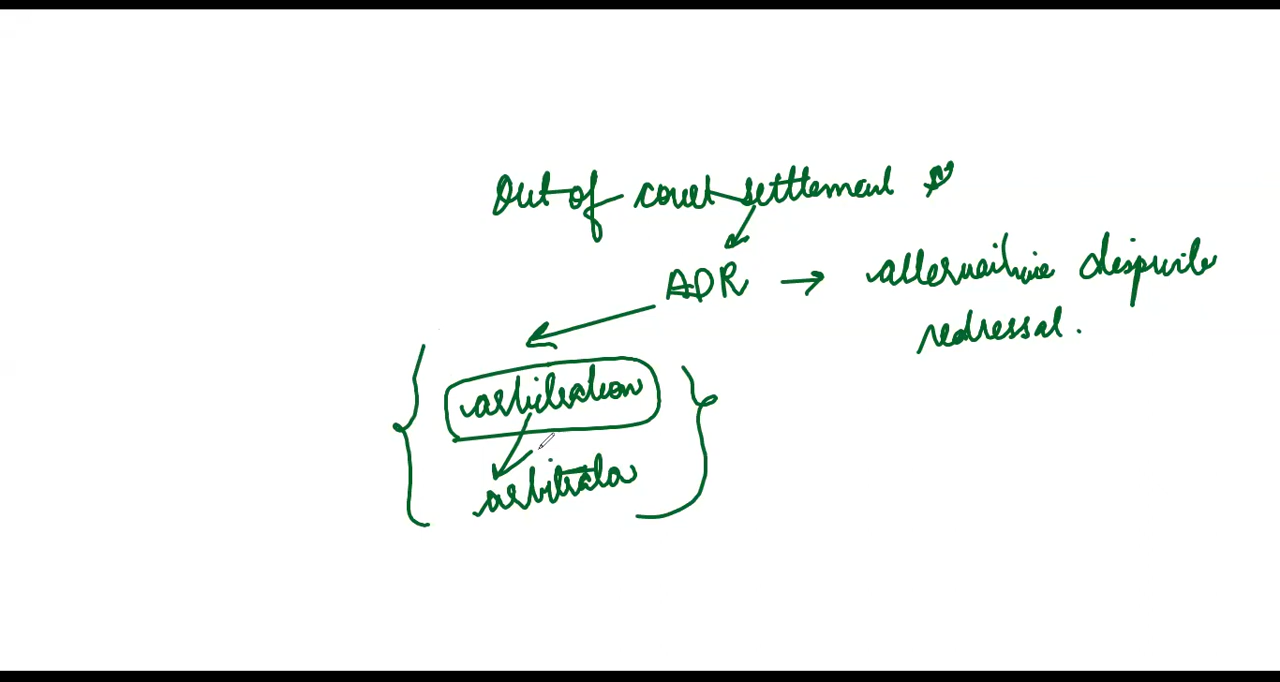 Out of court settlement
ADR → alternative dispute
redressal.
arbitration
arbitrator